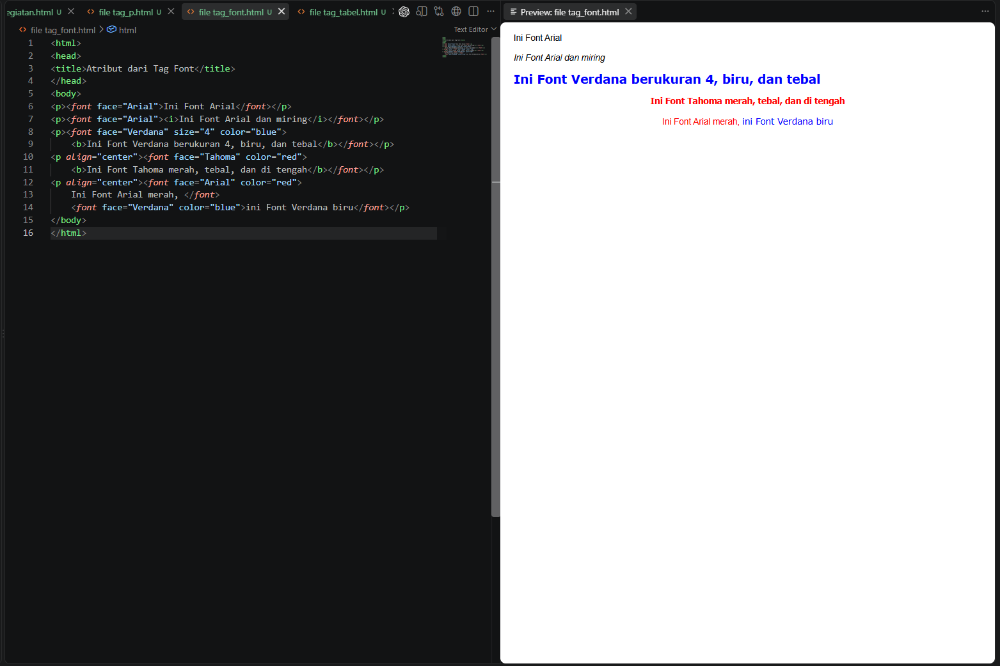 egiatan.html U
file tag_p.html U
file tag_font.html U
file tag_tabel.html U
Preview: file tag_font.html
file tag_font.html > html
Text Editor
1 <html>
2 <head>
3 <title>Atribut dari Tag Font</title>
4 </head>
5 <body>
6 <p><font face="Arial">Ini Font Arial</font></p>
7 <p><font face="Arial"><i>Ini Font Arial dan miring</i></font></p>
8 <p><font face="Verdana" size="4" color="blue">
9 <b>Ini Font Verdana berukuran 4, biru, dan tebal</b></font></p>
10 <p align="center"><font face="Tahoma" color="red">
11 <b>Ini Font Tahoma merah, tebal, dan di tengah</b></font></p>
12 <p align="center"><font face="Arial" color="red">
13 Ini Font Arial merah, </font>
14 <font face="Verdana" color="blue">ini Font Verdana biru</font></p>
15 </body>
16 </html>
Ini Font Arial
Ini Font Arial dan miring
Ini Font Verdana berukuran 4, biru, dan tebal
Ini Font Tahoma merah, tebal, dan di tengah
Ini Font Arial merah, ini Font Verdana biru